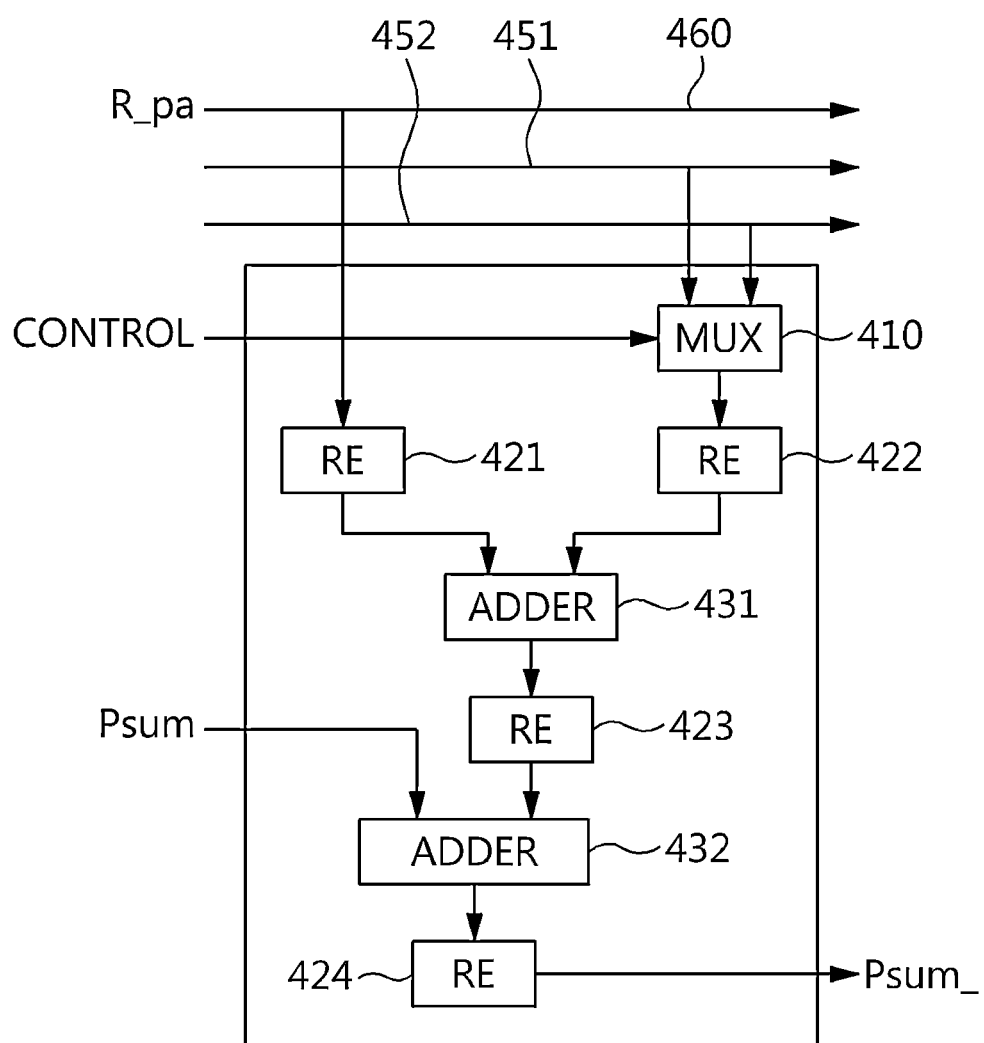 452 451 460
R_pa
CONTROL
MUX 410
RE 421
RE 422
ADDER 431
Psum
RE 423
ADDER 432
424 RE
Psum_